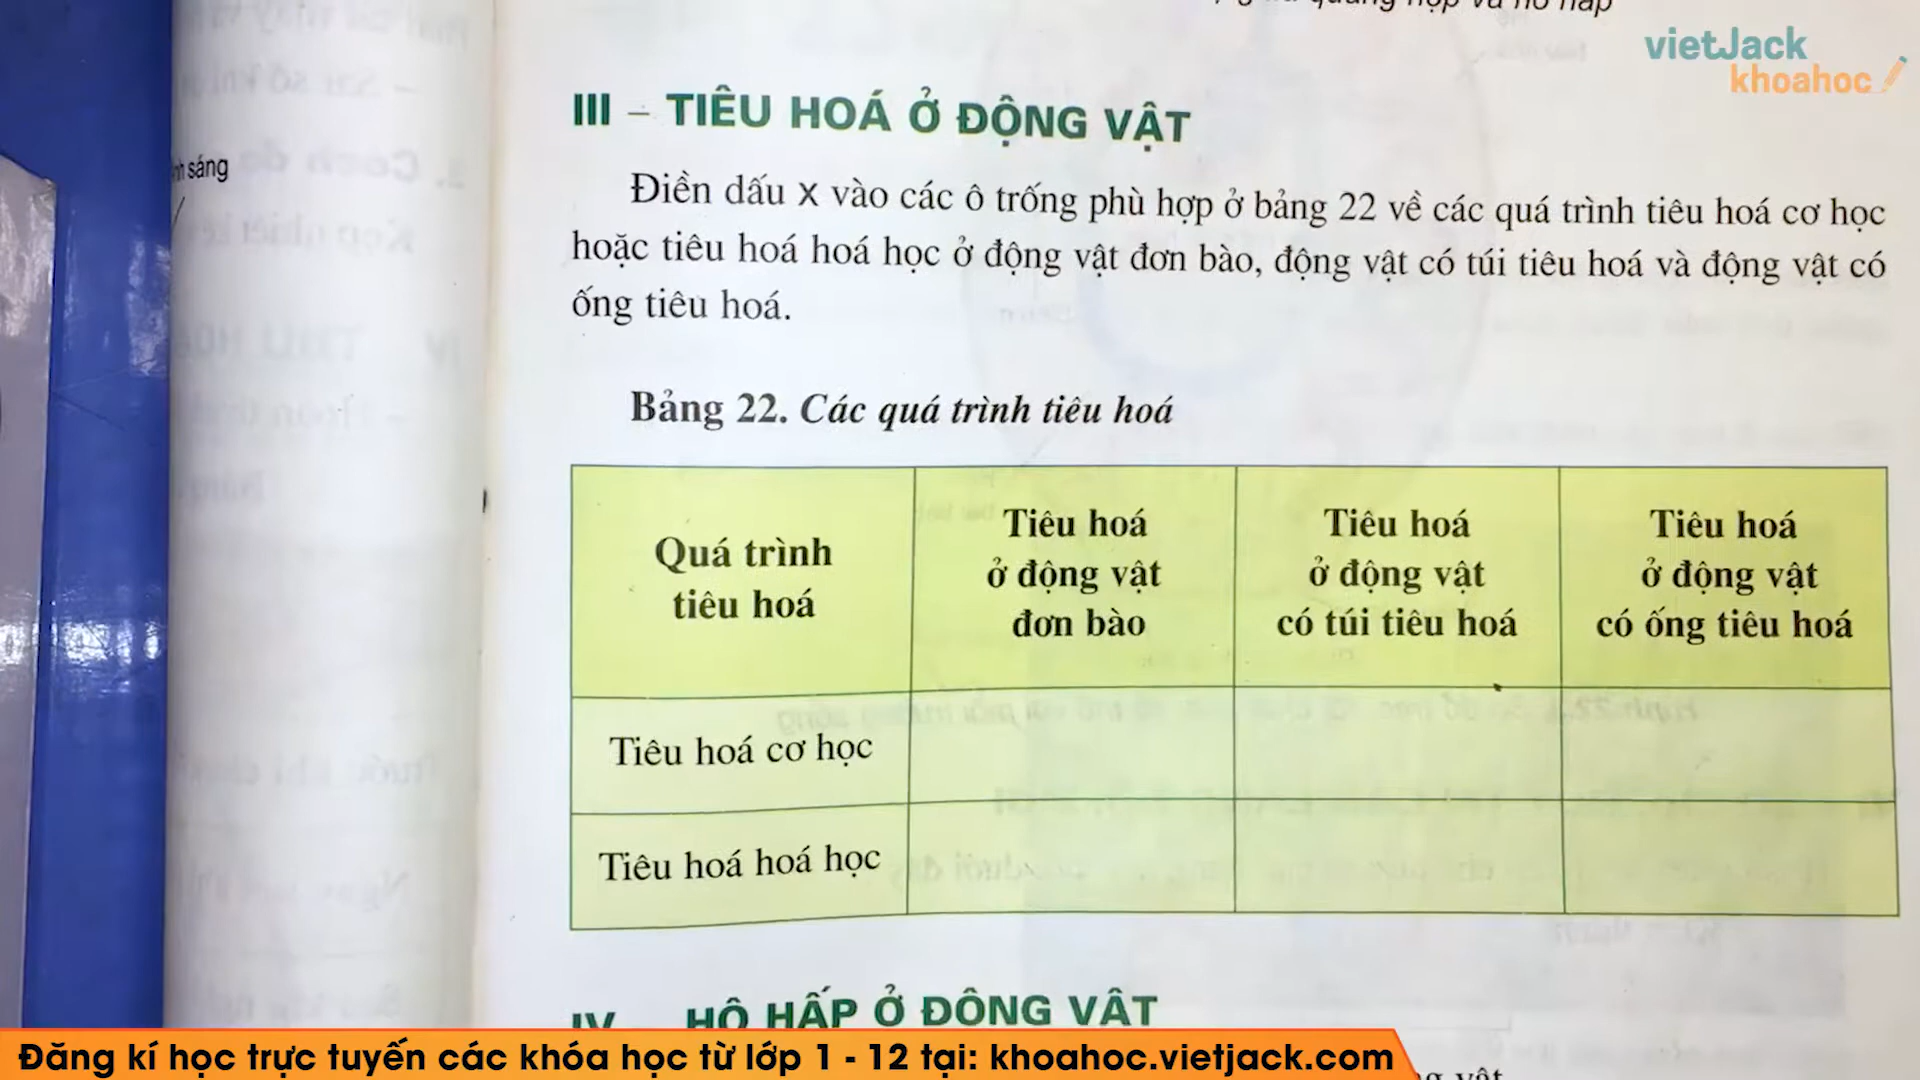 vietJack
khoahoc
ánh sáng
III – TIÊU HOÁ Ở ĐỘNG VẬT
Điền dấu X vào các ô trống phù hợp ở bảng 22 về các quá trình tiêu hoá cơ học
hoặc tiêu hoá hoá học ở động vật đơn bào, động vật có túi tiêu hoá và động vật có
ống tiêu hoá.
Bảng 22. Các quá trình tiêu hoá
Quá trình
tiêu hoá
Tiêu hoá
ở động vật
đơn bào
Tiêu hoá
ở động vật
có túi tiêu hoá
Tiêu hoá
ở động vật
có ống tiêu hoá
Tiêu hoá cơ học
Tiêu hoá hoá học
IV – HÔ HẤP Ở ĐỘNG VẬT
Đăng kí học trực tuyến các khóa học từ lớp 1 - 12 tại: khoahoc.vietjack.com